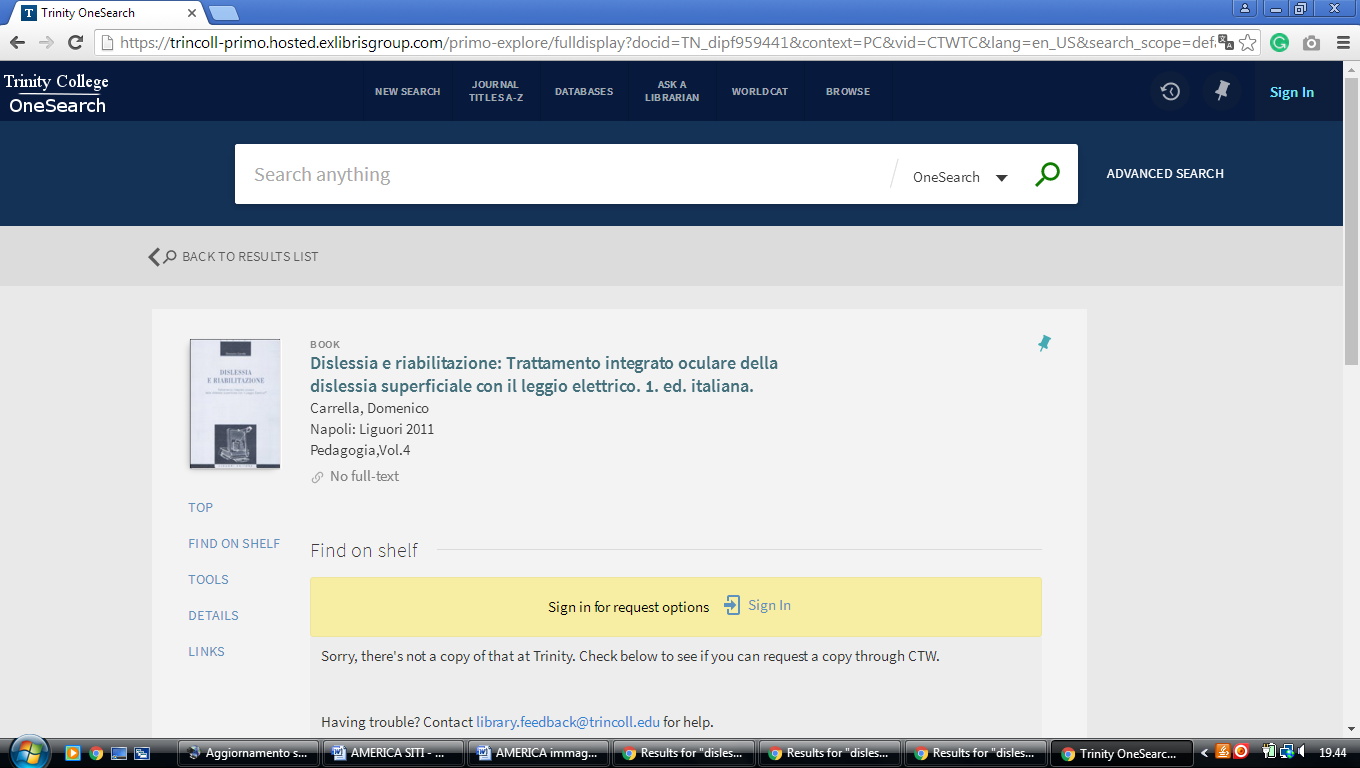 Trinity OneSearch
https://trincoll-primo.hosted.exlibrisgroup.com/primo-explore/fulldisplay?docid=TN_dipf959441&context=PC&vid=CTWTC&lang=en_US&search_scope=defa
Trinity College
OneSearch
NEW SEARCH
JOURNAL
TITLES A-Z
DATABASES
ASK A
LIBRARIAN
WORLDCAT
BROWSE
Sign In
Search anything
OneSearch
ADVANCED SEARCH
BACK TO RESULTS LIST
DISLESSIA
E RIABILITAZIONE
BOOK
Dislessia e riabilitazione: Trattamento integrato oculare della
dislessia superficiale con il leggio elettrico. 1. ed. italiana.
Carrella, Domenico
Napoli: Liguori 2011
Pedagogia,Vol.4
No full-text
TOP
FIND ON SHELF
TOOLS
DETAILS
LINKS
Find on shelf
Sign in for request options Sign In
Sorry, there's not a copy of that at Trinity. Check below to see if you can request a copy through CTW.
Having trouble? Contact library.feedback@trincoll.edu for help.
Aggiornamento s...
AMERICA SITI - ...
AMERICA immag...
Results for "disles...
Results for "disles...
Results for "disles...
Trinity OneSearc...
19.44